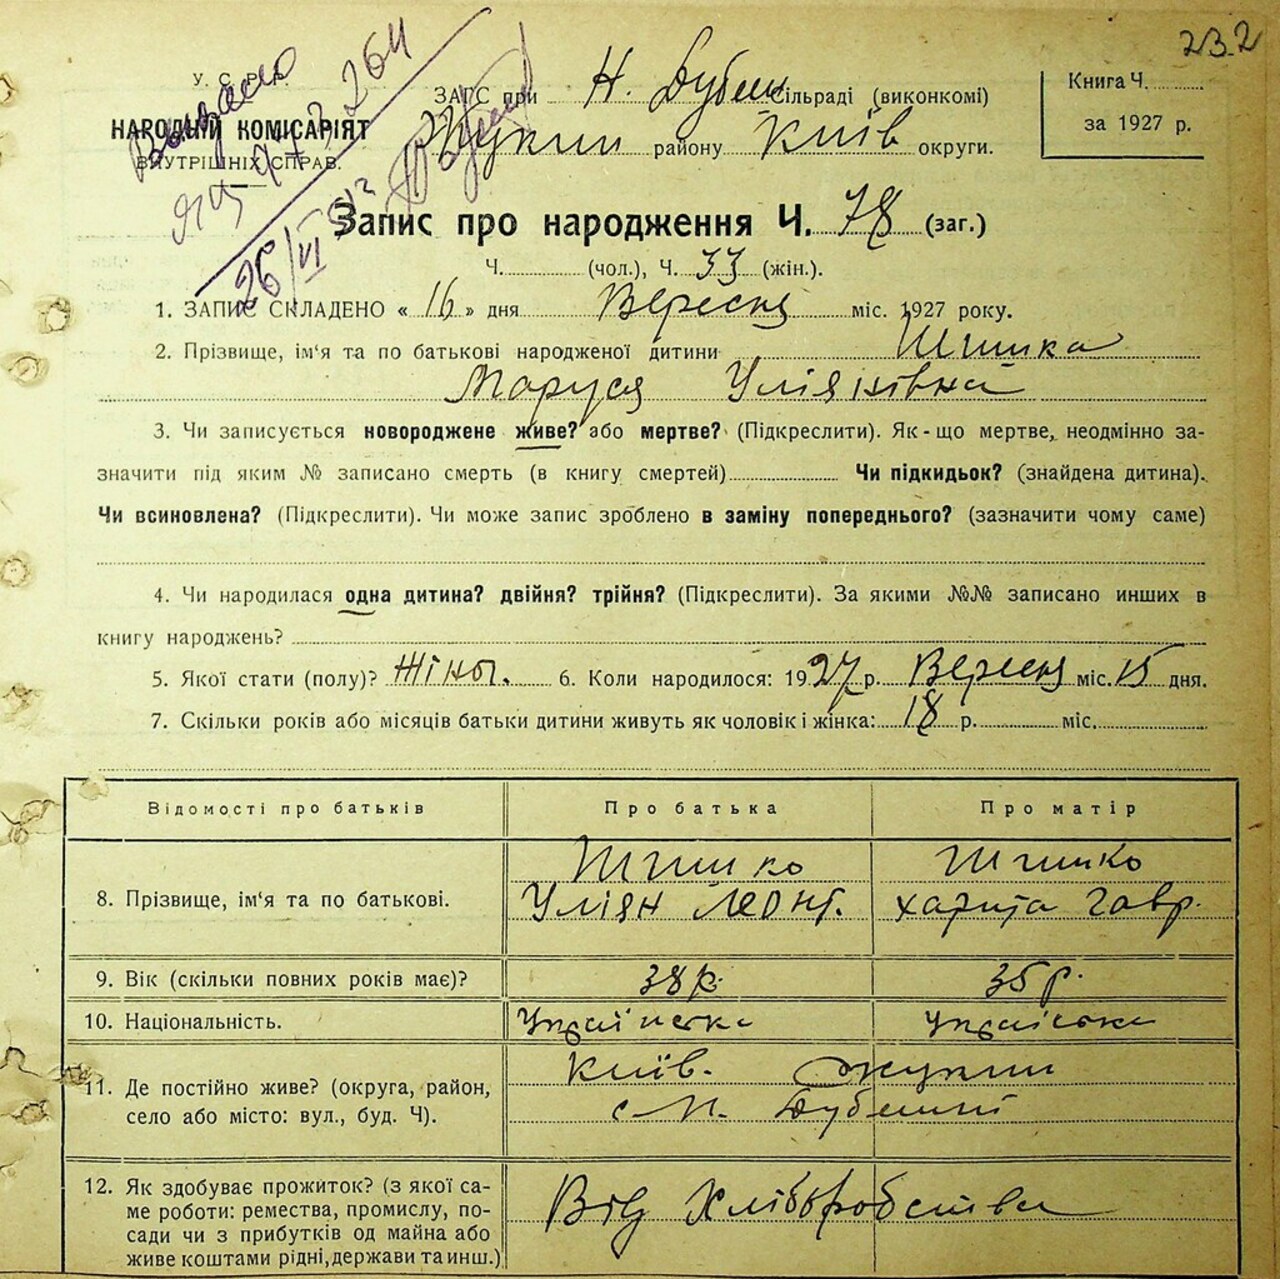 232
У. С. Р. Р.
НАРОДНІЙ КОМІСАРІЯТ
ВНУТРІШНІХ СПРАВ.
Видано
26/VI
ЗАГС при Н. Дубеч. Сільраді (виконкомі)
Жукин району Київ округи.
Книга Ч.
за 1927 р.
Запис про народження Ч. 78 (заг.)
Ч. (чол.), Ч. 33 (жін.).
1. ЗАПИС СКЛАДЕНО « 16 » дня Вересня міс. 1927 року.
2. Прізвище, ім‘я та по батькові народженої дитини
Маруся Уліянівна
3. Чи записується новороджене живе? або мертве? (Підкреслити). Як-що мертве, неодмінно за-
значити під яким № записано смерть (в книгу смертей) Чи підкидьок? (знайдена дитина).
Чи всиновлена? (Підкреслити). Чи може запис зроблено в заміну попереднього? (зазначити чому саме)
4. Чи народилася одна дитина? двійня? трійня? (Підкреслити). За якими №№ записано инших в
книгу народжень?
5. Якої стати (полу)? Жіноч. 6. Коли народилося: 1927 р. Вересня міс. 15 дня.
7. Скільки років або місяців батьки дитини живуть як чоловік і жінка: 18 р. міс.
Відомості про батьків Про батька Про матір
8. Прізвище, ім‘я та по батькові.
Уліян Леонт. Харита Гавр.
9. Вік (скільки повних років має)? 38 р. 35 р.
10. Національність. Українська Українська
11. Де постійно живе? (округа, район,
село або місто: вул., буд. Ч).
Київ. Жукин
с.
12. Як здобуває прожиток? (з якої са-
ме роботи: ремества, промислу, по-
сади чи з прибутків од майна або
живе коштами рідні, держави та инш.)
Від Хліборобства